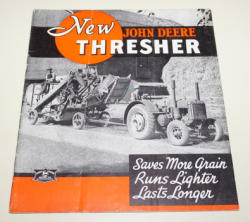 New
JOHN DEERE
THRESHER
Saves More Grain
Runs Lighter
Lasts Longer